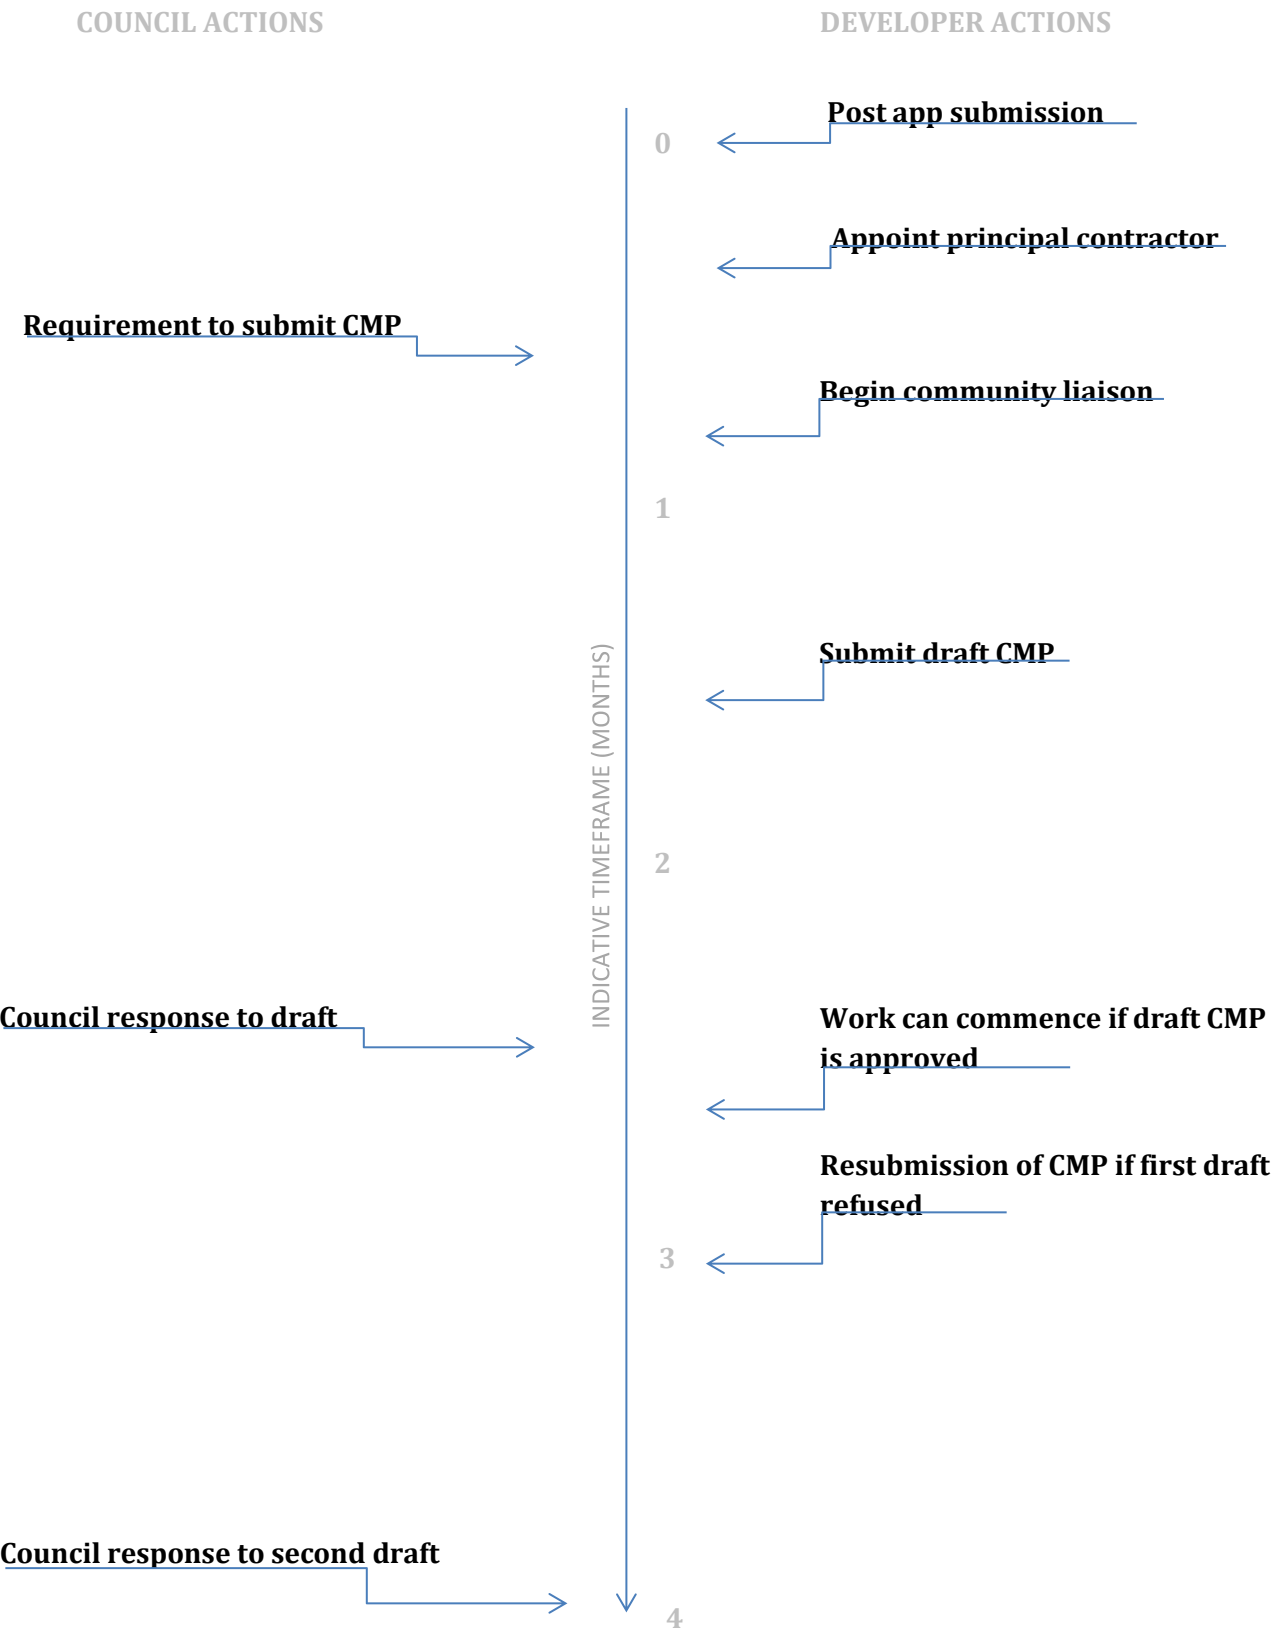 COUNCIL ACTIONS
DEVELOPER ACTIONS
Post app submission
0
Appoint principal contractor
Requirement to submit CMP
Begin community liaison
1
Submit draft CMP
INDICATIVE TIMEFRAME (MONTHS)
2
Council response to draft
Work can commence if draft CMP
is approved
Resubmission of CMP if first draft
refused
3
Council response to second draft
4